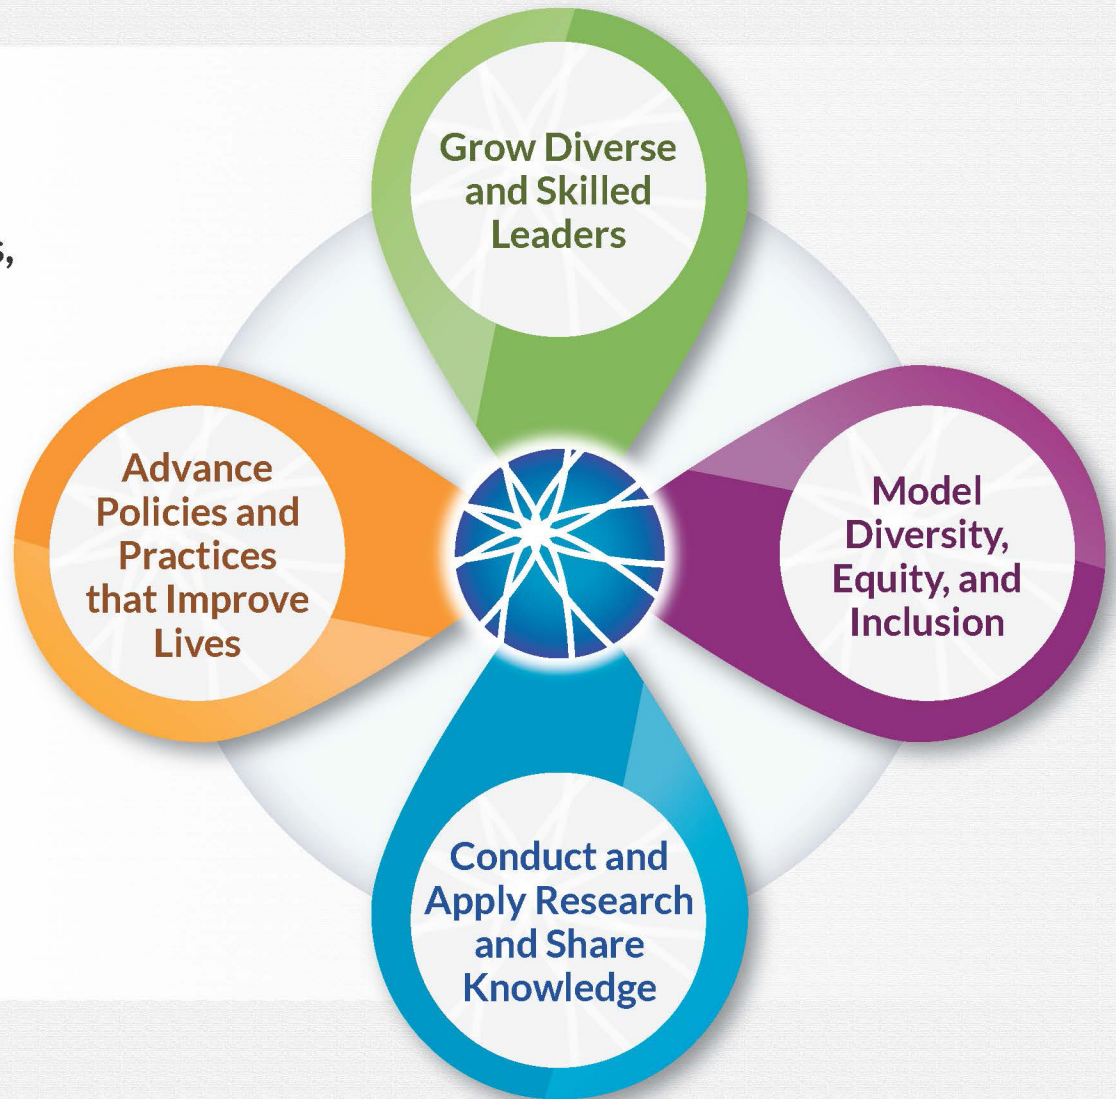 Grow Diverse
and Skilled
Leaders
s,
Advance
Policies and
Practices
that Improve
Lives
Model
Diversity,
Equity, and
Inclusion
Conduct and
Apply Research
and Share
Knowledge